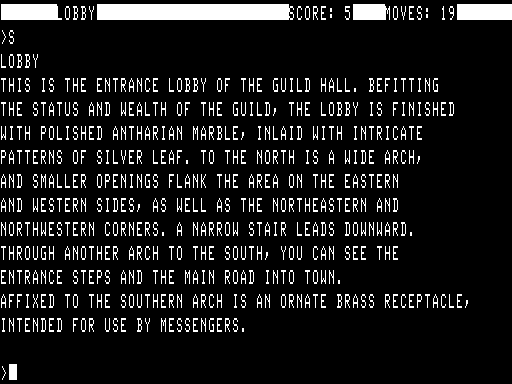 LOBBY SCORE: 5 MOVES: 19
>S
LOBBY
THIS IS THE ENTRANCE LOBBY OF THE GUILD HALL. BEFITTING
THE STATUS AND WEALTH OF THE GUILD, THE LOBBY IS FINISHED
WITH POLISHED ANTHARIAN MARBLE, INLAID WITH INTRICATE
PATTERNS OF SILVER LEAF. TO THE NORTH IS A WIDE ARCH,
AND SMALLER OPENINGS FLANK THE AREA ON THE EASTERN
AND WESTERN SIDES, AS WELL AS THE NORTHEASTERN AND
NORTHWESTERN CORNERS. A NARROW STAIR LEADS DOWNWARD.
THROUGH ANOTHER ARCH TO THE SOUTH, YOU CAN SEE THE
ENTRANCE STEPS AND THE MAIN ROAD INTO TOWN.
AFFIXED TO THE SOUTHERN ARCH IS AN ORNATE BRASS RECEPTACLE,
INTENDED FOR USE BY MESSENGERS.
>